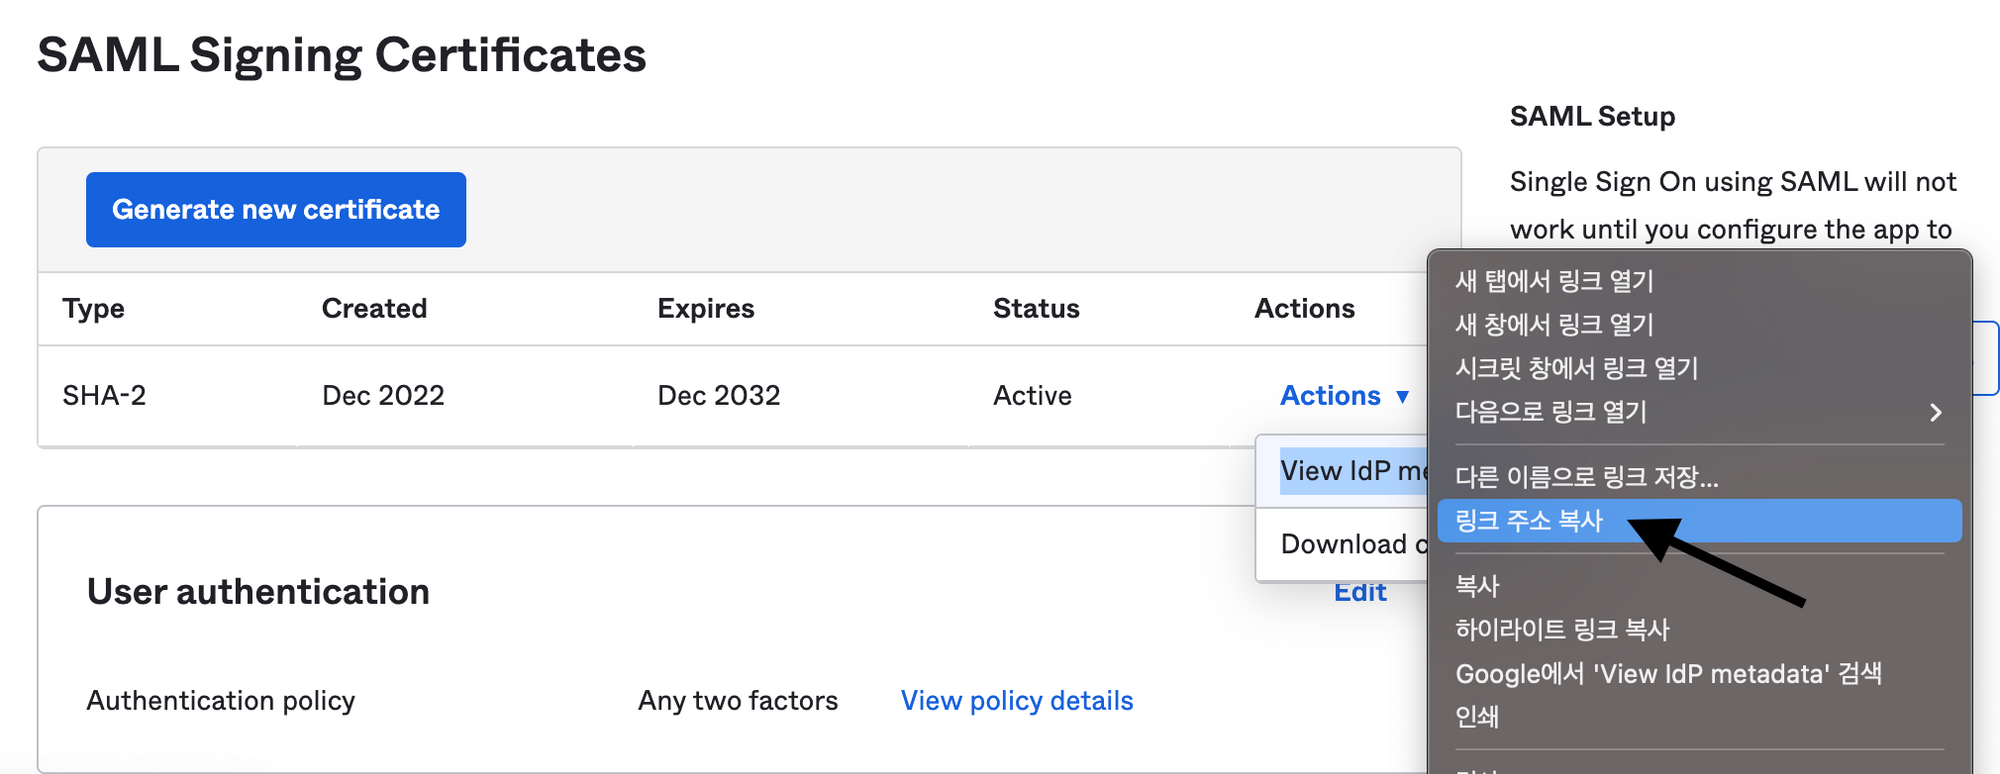 SAML Signing Certificates
SAML Setup
Single Sign On using SAML will not
work until you configure the app to
Generate new certificate
Type Created Expires Status Actions
SHA-2 Dec 2022 Dec 2032 Active Actions ▼
View IdP me
Download c
User authentication
Edit
Authentication policy Any two factors View policy details
새 탭에서 링크 열기
새 창에서 링크 열기
시크릿 창에서 링크 열기
다음으로 링크 열기
다른 이름으로 링크 저장...
링크 주소 복사
복사
하이라이트 링크 복사
Google에서 'View IdP metadata' 검색
인쇄